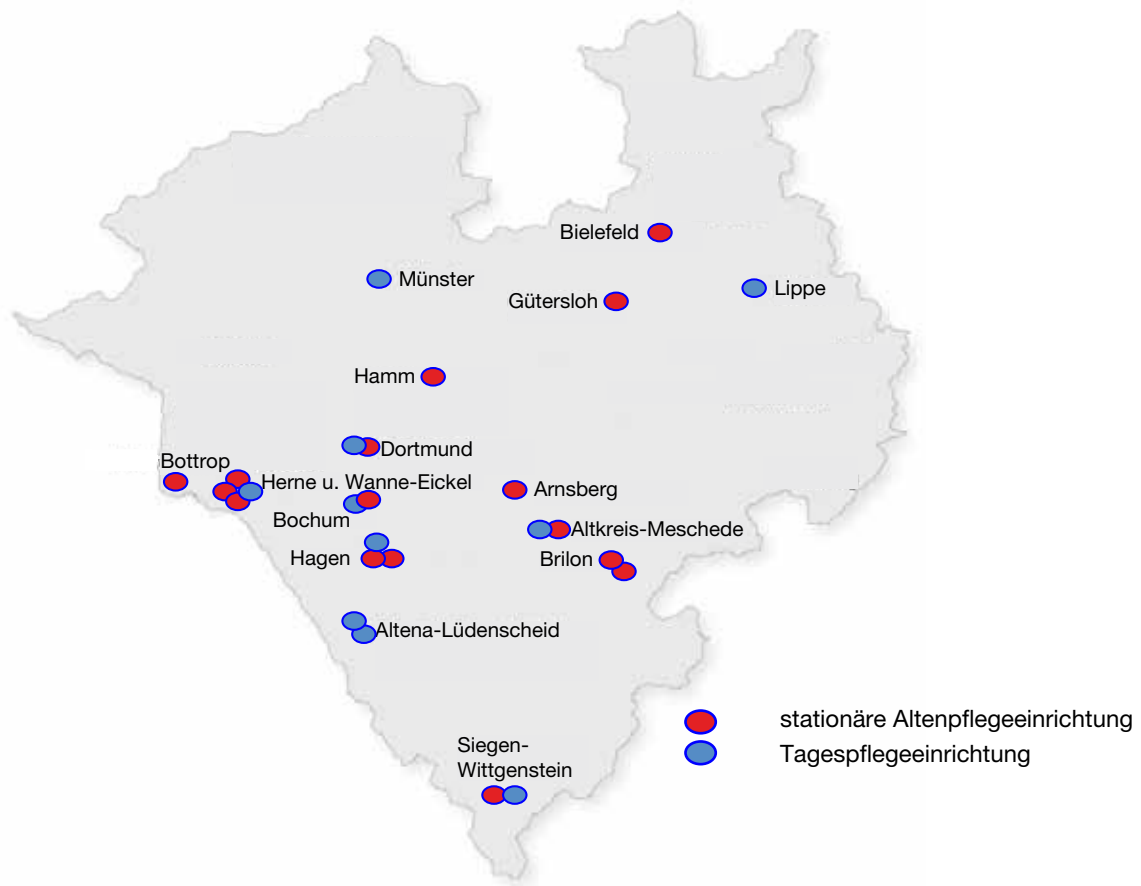 Bielefeld
Münster
Lippe
Gütersloh
Hamm
Dortmund
Bottrop
Herne u. Wanne-Eickel
Arnsberg
Bochum
Altkreis-Meschede
Hagen
Brilon
Altena-Lüdenscheid
stationäre Altenpflegeeinrichtung
Tagespflegeeinrichtung
Siegen-
Wittgenstein